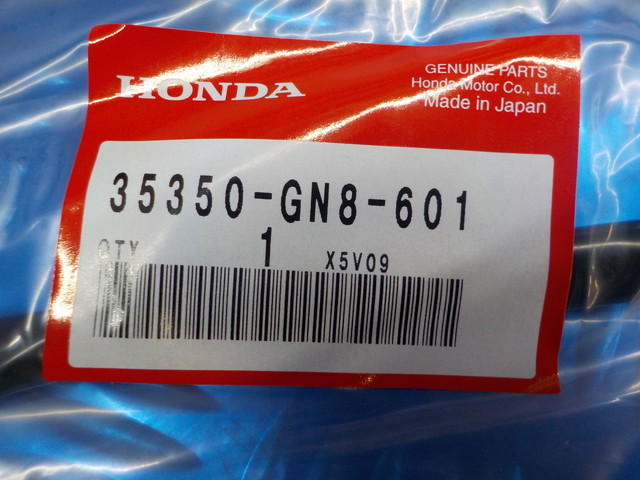 HONDA
GENUINE PARTS
Honda Motor Co., Ltd.
Made in Japan
35350-GN8-601
QTY 1 X5V09